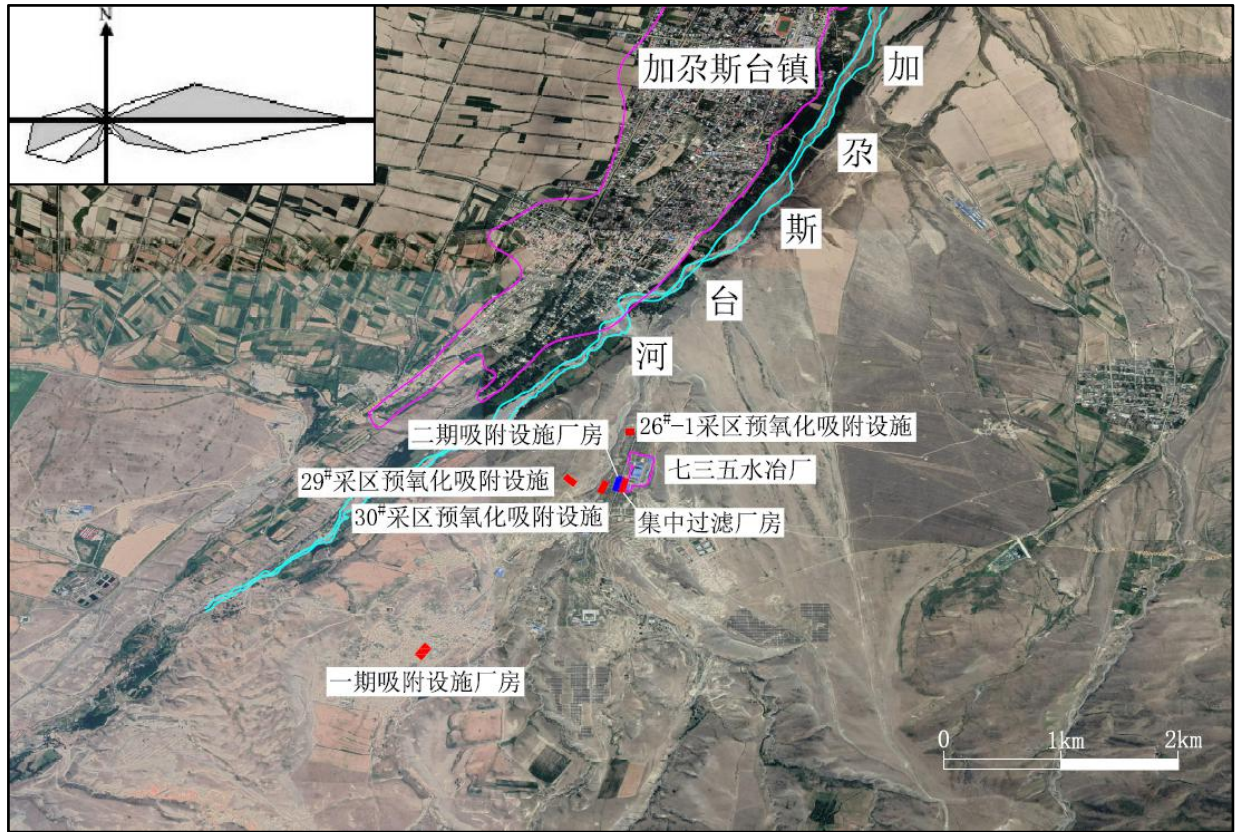 N
加尕斯台镇
加
尕
斯
台
河
二期吸附设施厂房
26#-1采区预氧化吸附设施
29#采区预氧化吸附设施
七三五水冶厂
30#采区预氧化吸附设施
集中过滤厂房
一期吸附设施厂房
0 1km 2km